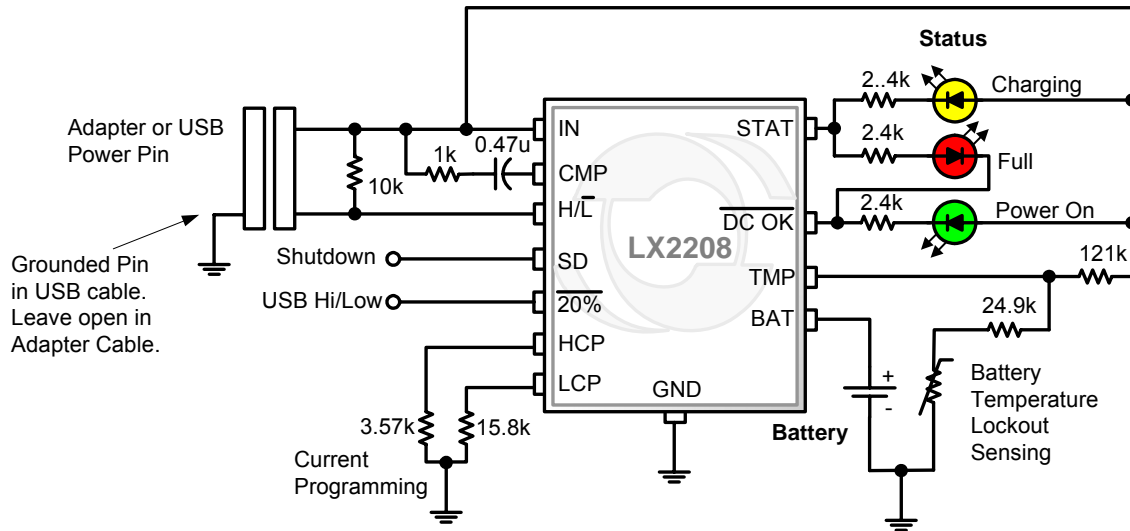 Status
2..4k
Charging
Adapter or USB
Power Pin
IN
STAT
0.47u
1k
CMP
2.4k
Full
10k
H/L
DC OK
2.4k
Power On
LX2208
Grounded Pin
in USB cable.
Leave open in
Adapter Cable.
Shutdown
SD
TMP
121k
USB Hi/Low
20%
BAT
24.9k
HCP
LCP
GND
+
-
Battery
Battery
Temperature
Lockout
Sensing
3.57k
15.8k
Current
Programming